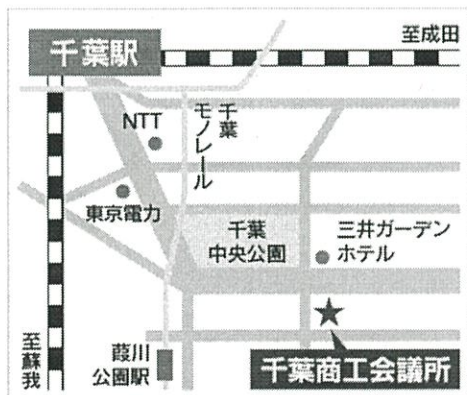 千葉駅
至成田
NTT
千葉
モノレール
東京電力
千葉
中央公園
三井ガーデン
ホテル
至蘇我
葭川
公園駅
千葉商工会議所